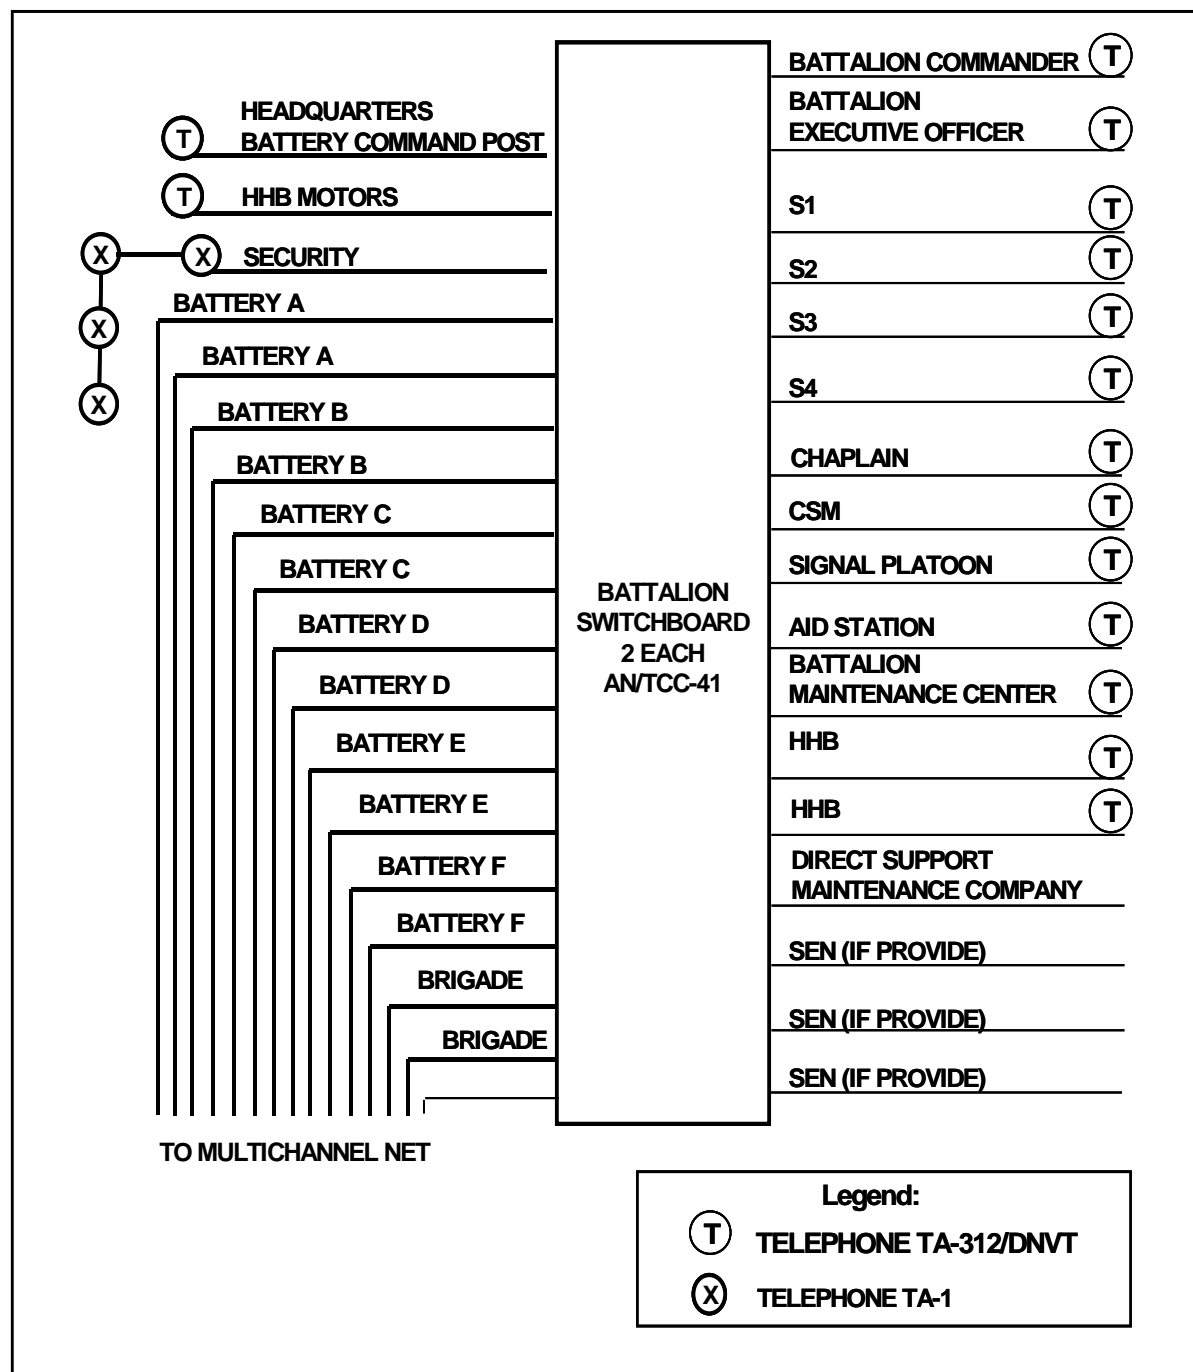 HEADQUARTERS
T BATTERY COMMAND POST
T HHB MOTORS
X X SECURITY
X
X
BATTERY A
BATTERY A
BATTERY B
BATTERY B
BATTERY C
BATTERY C
BATTERY D
BATTERY D
BATTERY E
BATTERY E
BATTERY F
BATTERY F
BRIGADE
BRIGADE
TO MULTICHANNEL NET
BATTALION
SWITCHBOARD
2 EACH
AN/TCC-41
BATTALION COMMANDER T
BATTALION
EXECUTIVE OFFICER T
S1 T
S2 T
S3 T
S4 T
CHAPLAIN T
CSM T
SIGNAL PLATOON T
AID STATION T
BATTALION
MAINTENANCE CENTER T
HHB T
HHB T
DIRECT SUPPORT
MAINTENANCE COMPANY
SEN (IF PROVIDE)
SEN (IF PROVIDE)
SEN (IF PROVIDE)
Legend:
T TELEPHONE TA-312/DNVT
X TELEPHONE TA-1